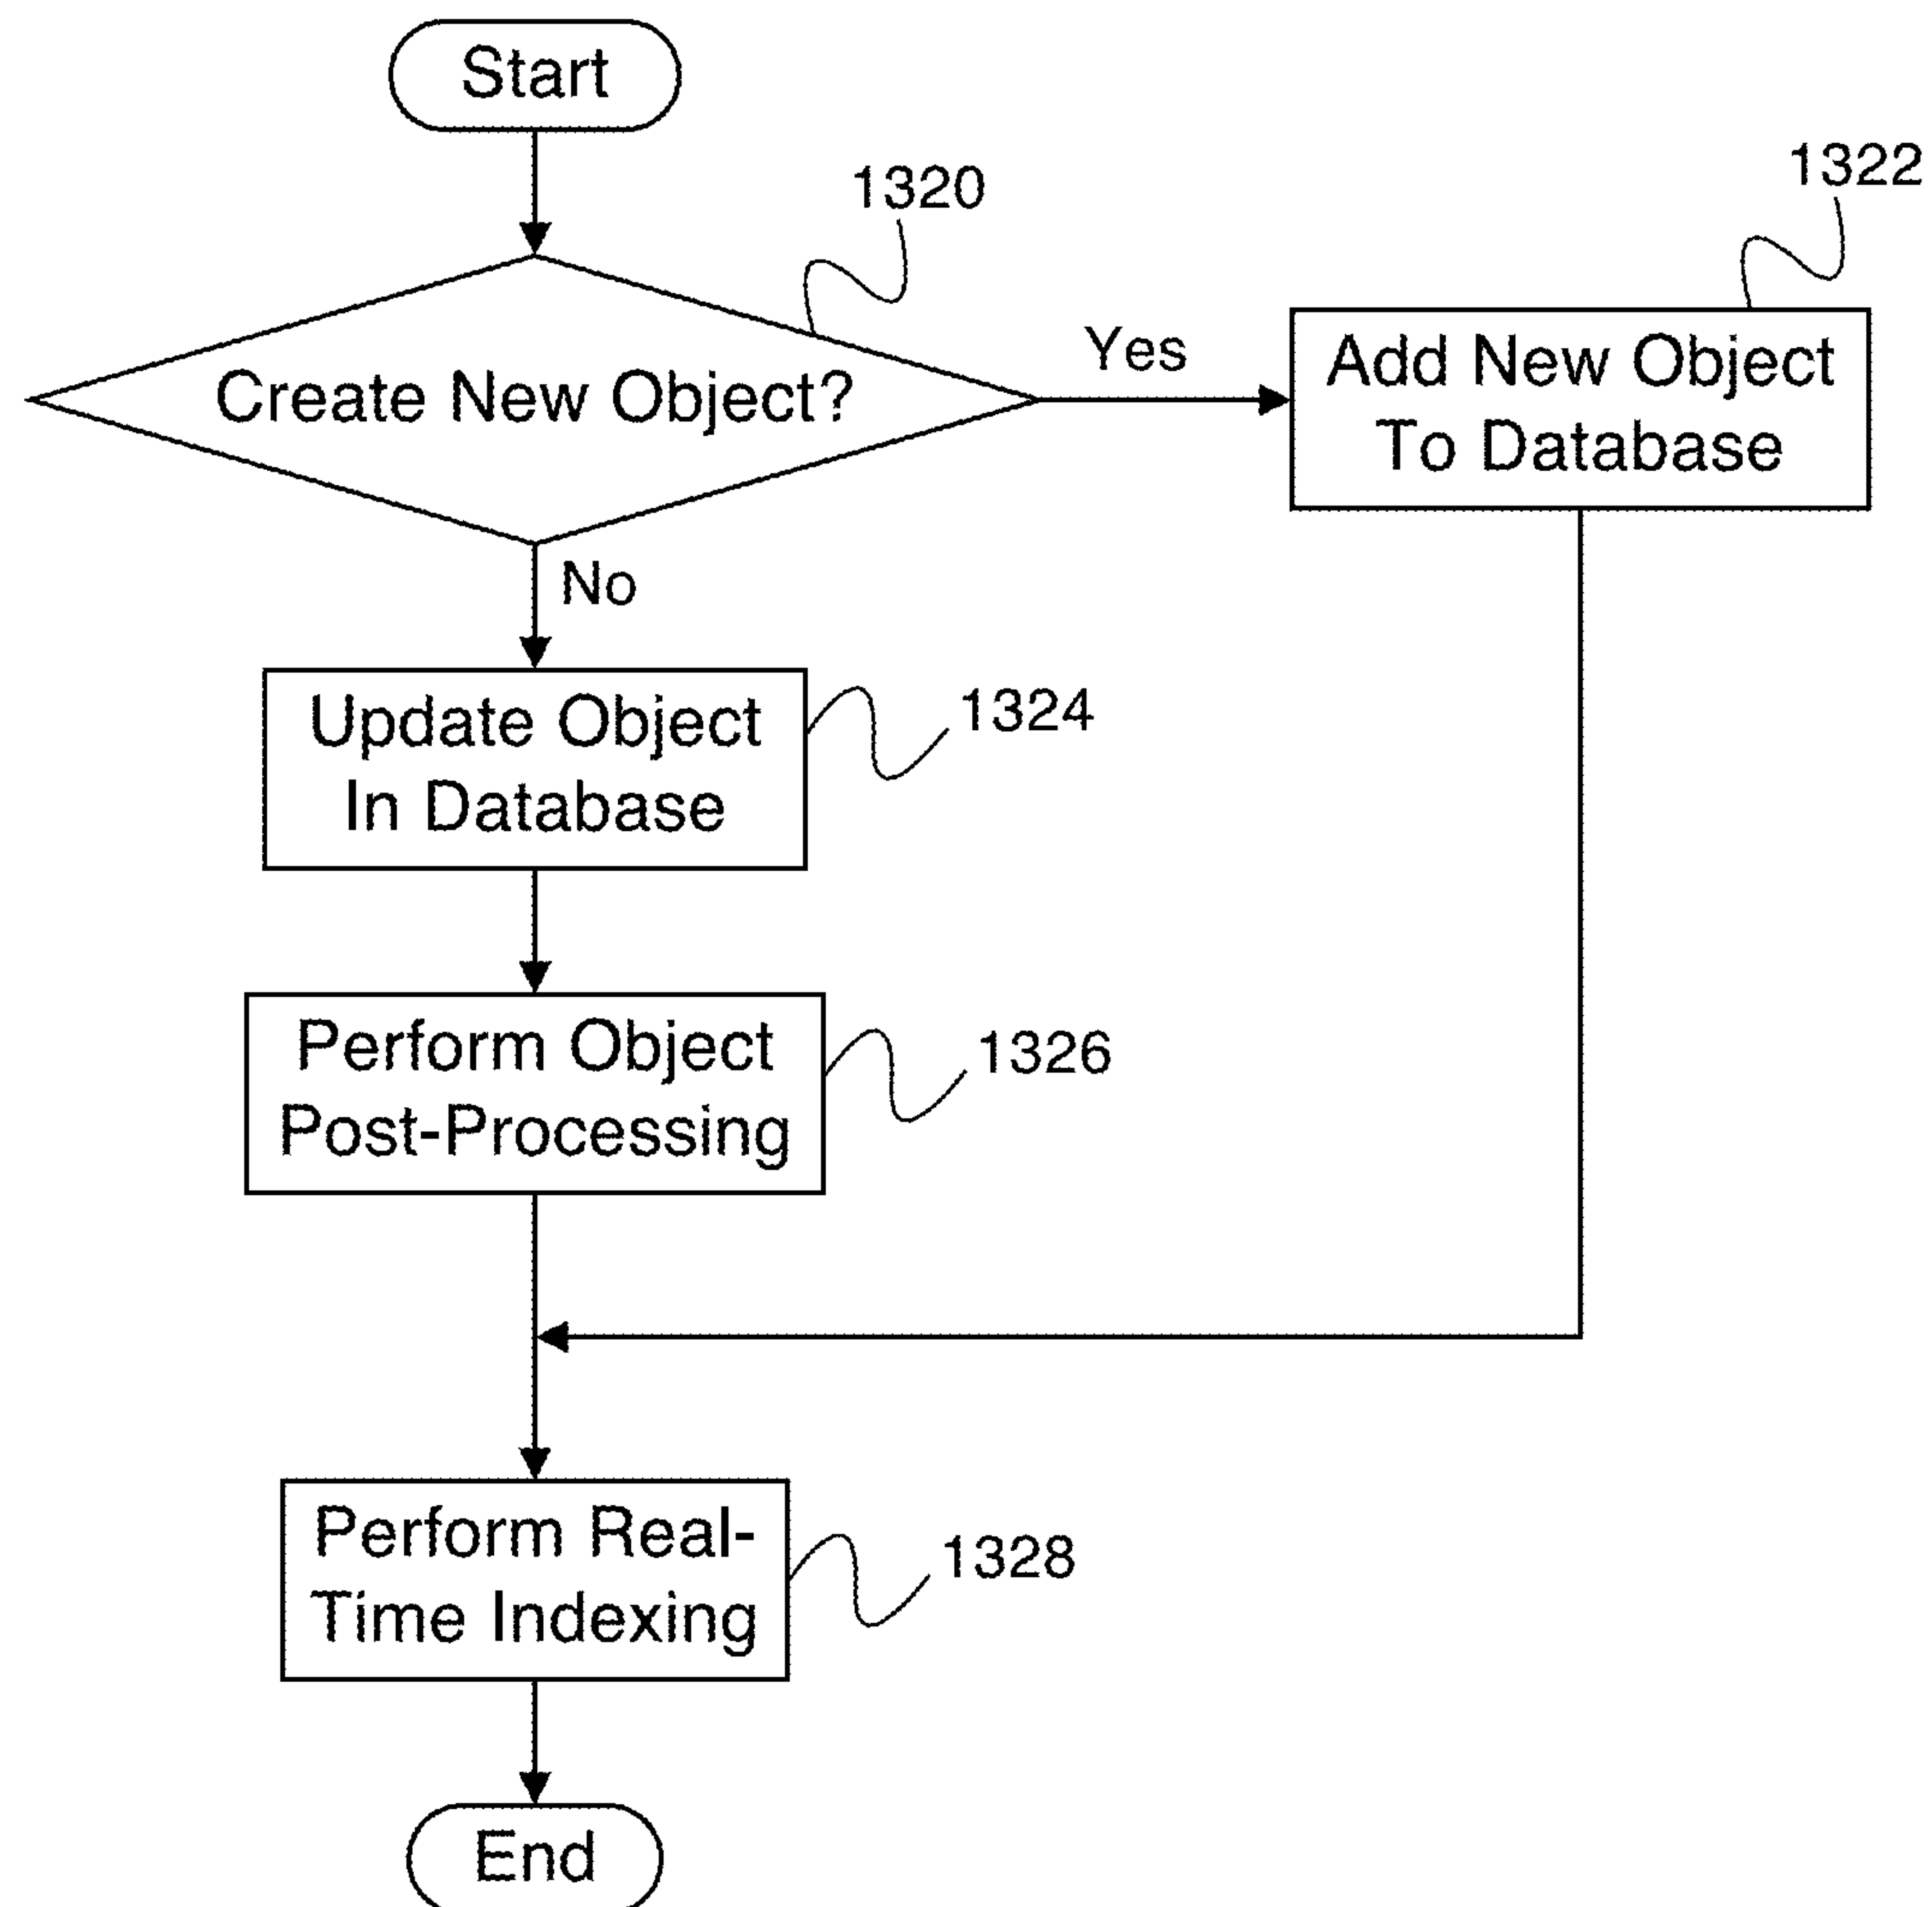 Start
1320
1322
Create New Object?
Yes
Add New Object
To Database
No
Update Object
In Database
1324
Perform Object
Post-Processing
1326
Perform Real-
Time Indexing
1328
End